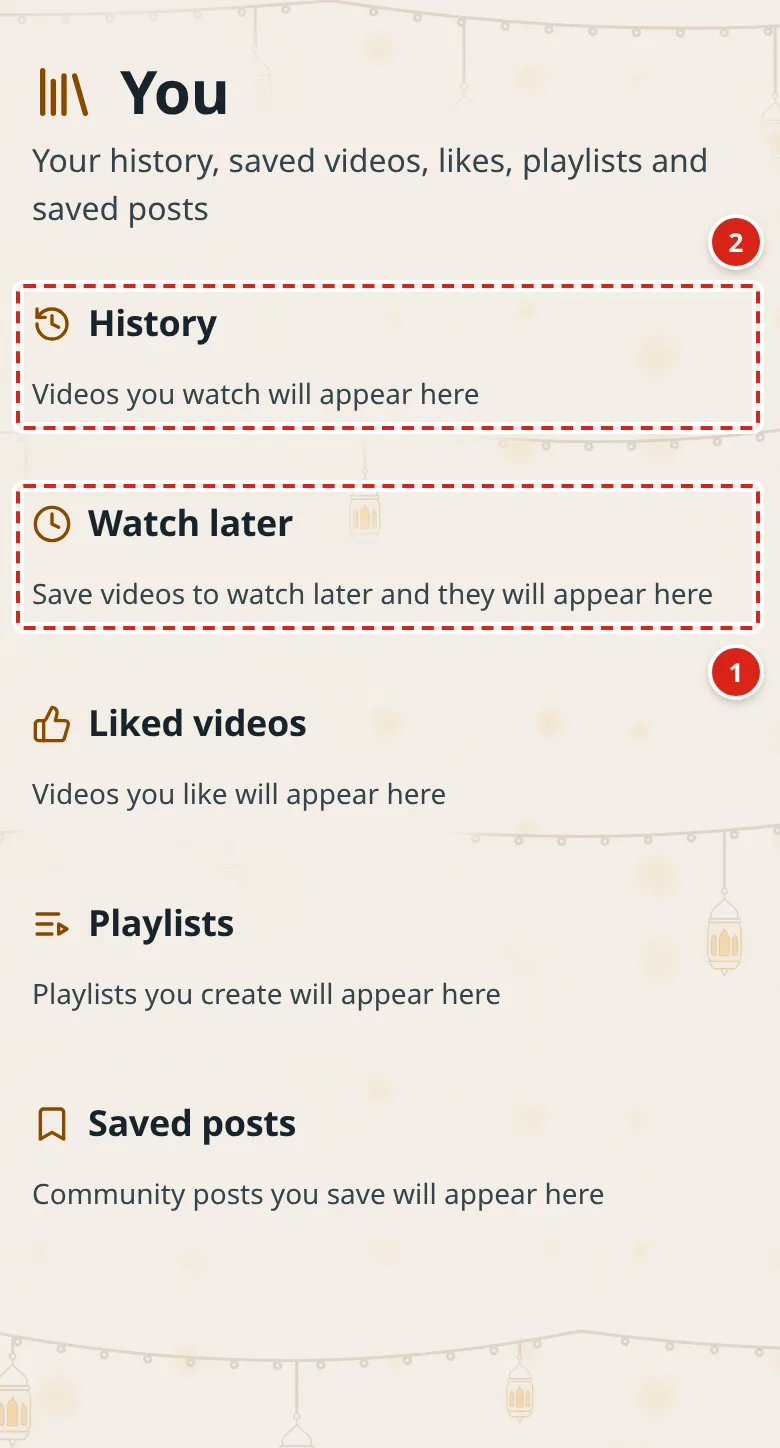 You
Your history, saved videos, likes, playlists and
saved posts
2
History
Videos you watch will appear here
Watch later
Save videos to watch later and they will appear here
1
Liked videos
Videos you like will appear here
Playlists
Playlists you create will appear here
Saved posts
Community posts you save will appear here